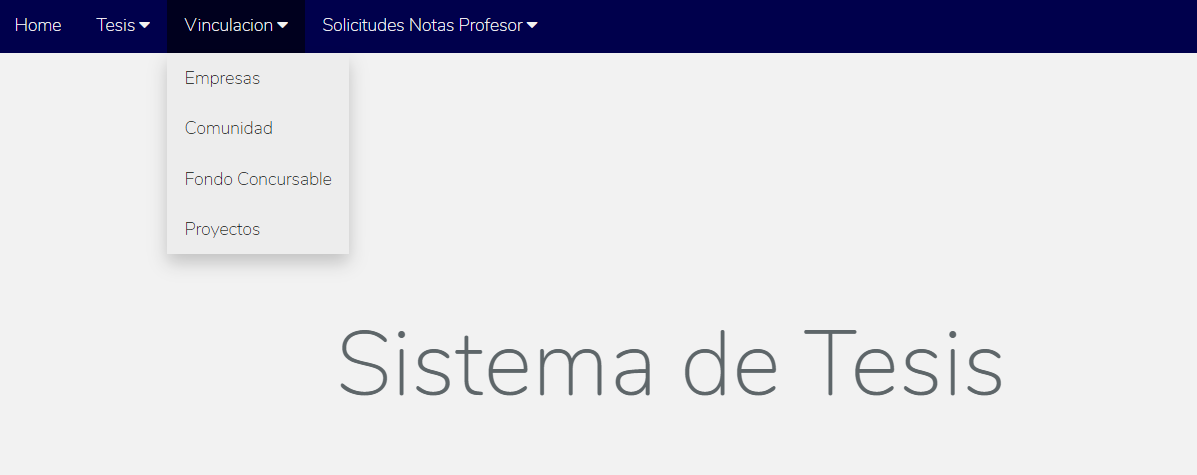 Home Tesis Vinculacion Solicitudes Notas Profesor
Empresas
Comunidad
Fondo Concursable
Proyectos
Sistema de Tesis